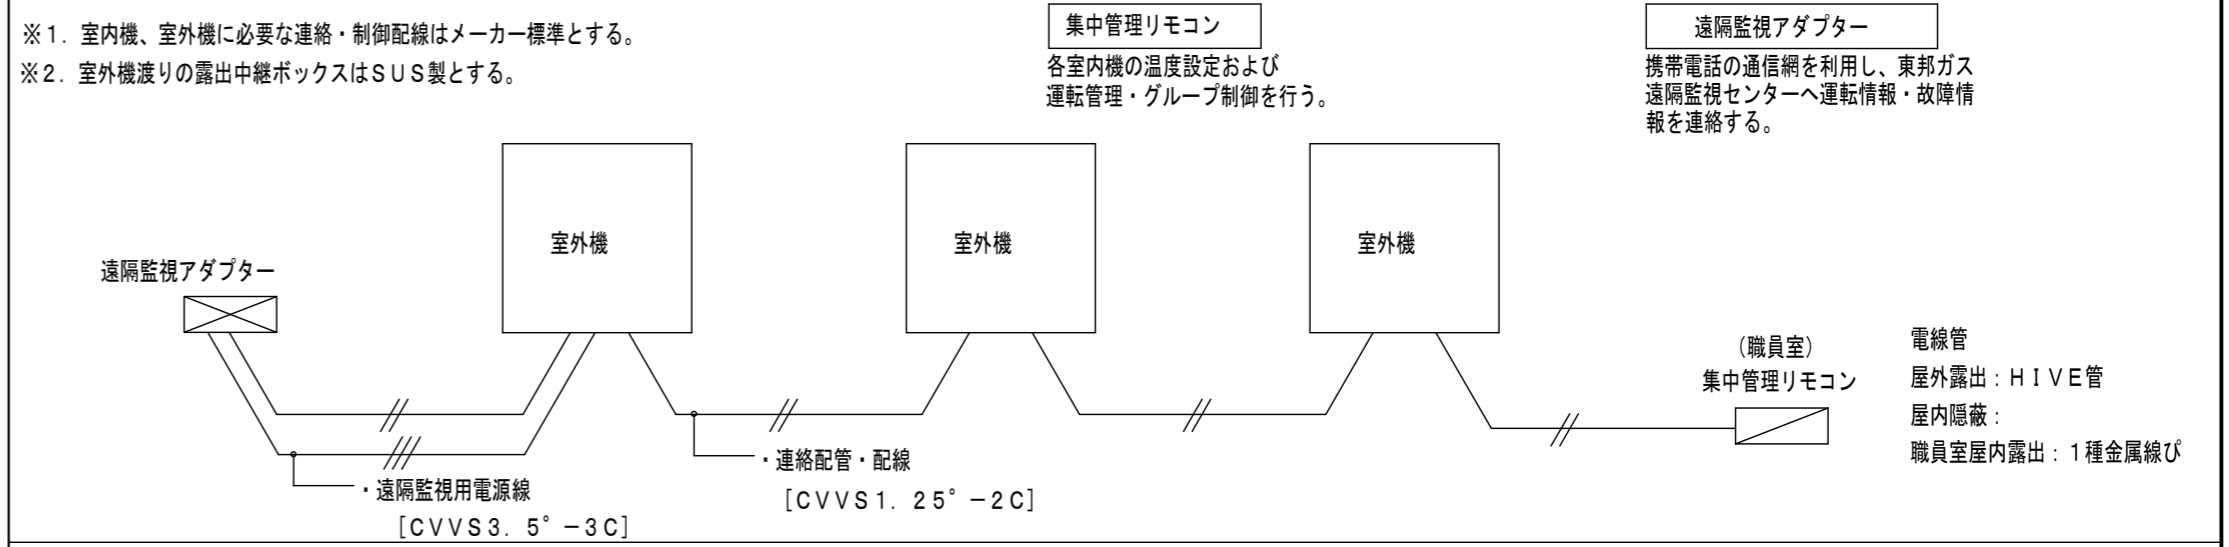 ※1．室内機、室外機に必要な連絡・制御配線はメーカー標準とする。
※2．室外機渡りの露出中継ボックスはＳＵＳ製とする。
集中管理リモコン
各室内機の温度設定および
運転管理・グループ制御を行う。
遠隔監視アダプター
携帯電話の通信網を利用し、東邦ガス
遠隔監視センターへ運転情報・故障情
報を連絡する。
室外機
室外機
室外機
遠隔監視アダプター
（職員室）
集中管理リモコン
電線管
屋外露出：ＨＩＶＥ管
屋内隠蔽：
職員室屋内露出：１種金属線ぴ
・連絡配管・配線
［ＣＶＶＳ１．２５°－２Ｃ］
・遠隔監視用電源線
［ＣＶＶＳ３．５°－３Ｃ］